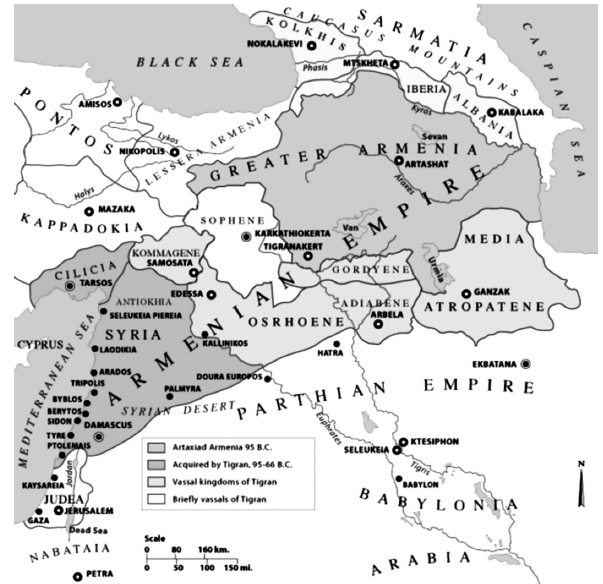 SARMATIA
CAUCASUS MOUNTAINS
KOLKHIS
NOKALAKEVI
CASPIAN SEA
BLACK SEA
Phasis
MTSKHETA
IBERIA
ALBANIA
KABALAKA
PONTOS
AMISOS
Kyros
Lykos
NIKOPOLIS
LESSERA ARMENIA
Sevan
GREATER ARMENIA
ARTASHAT
Araxes
Halys
MAZAKA
KAPPADOKIA
SOPHENE
KARKATHIOKERTA
TIGRANAKERT
Van
ARMENIAN EMPIRE
MEDIA
ATROPATENE
Urmia
GANZAK
KOMMAGENE
SAMOSATA
GORDYENE
CILICIA
TARSOS
EDESSA
ADIABENE
ARBELA
ANTIOKHIA
SELEUKEIA PIEREIA
OSRHOENE
SYRIA
KALLINIKOS
CYPRUS
MEDITERRANEAN SEA
LAODIKIA
HATRA
EKBATANA
ARADOS
TRIPOLIS
DOURA EUROPOS
PALMYRA
PARTHIAN EMPIRE
BYBLOS
BERYTOS
SYRIAN DESERT
SIDON
DAMASCUS
TYRE
PTOLEMAIS
Euphrates
KTESIPHON
SELEUKEIA
Tigris
Jordan
KAYSAREIA
BABYLON
BABYLONIA
JUDEA
JERUSALEM
GAZA
Dead Sea
NABATAIA
PETRA
ARABIA
Artaxiad Armenia 95 B.C.
Acquired by Tigran, 95-66 B.C.
Vassal kingdoms of Tigran
Briefly vassals of Tigran
Scale
0 80 160 km.
0 50 100 150 mi.
N